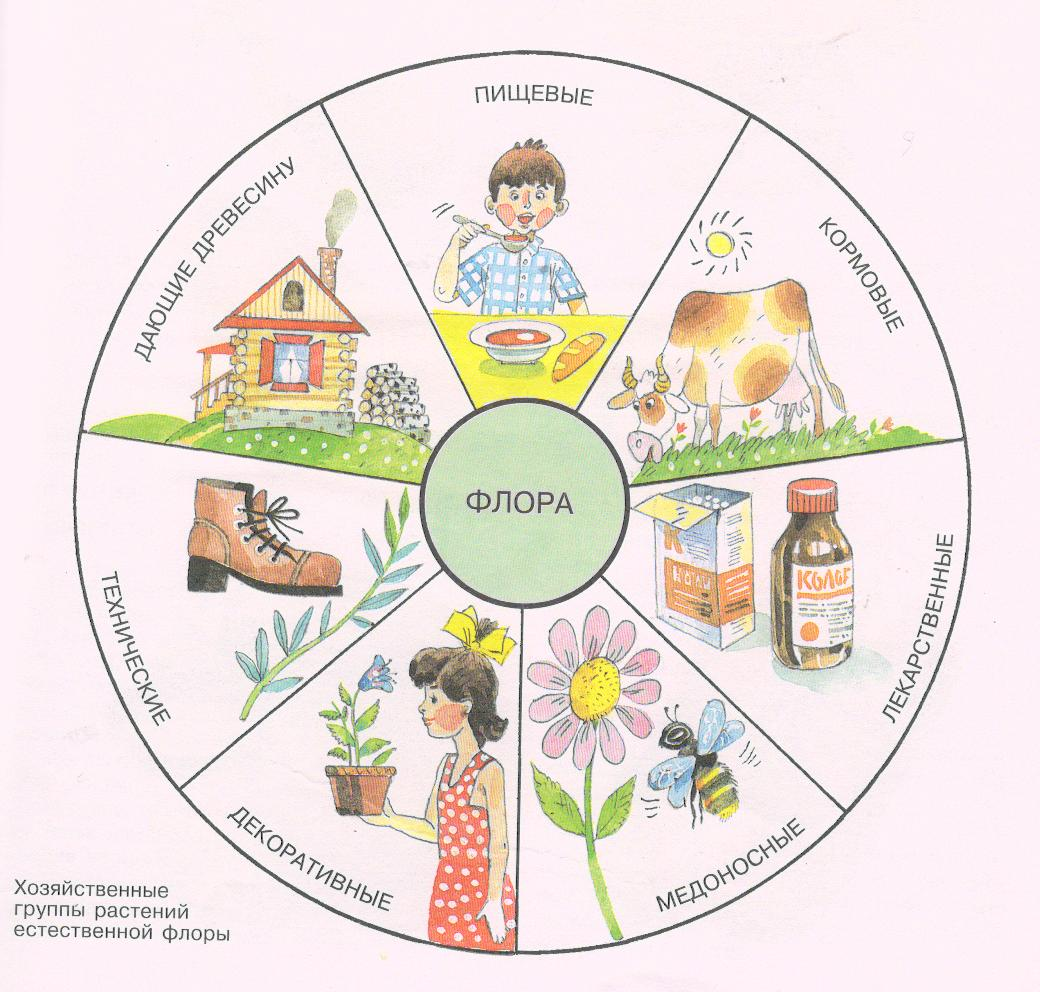 ПИЩЕВЫЕ
КОРМОВЫЕ
ЛЕКАРСТВЕННЫЕ
МЕДОНОСНЫЕ
ДЕКОРАТИВНЫЕ
ТЕХНИЧЕСКИЕ
ДАЮЩИЕ ДРЕВЕСИНУ
ФЛОРА
Хозяйственные
группы растений
естественной флоры